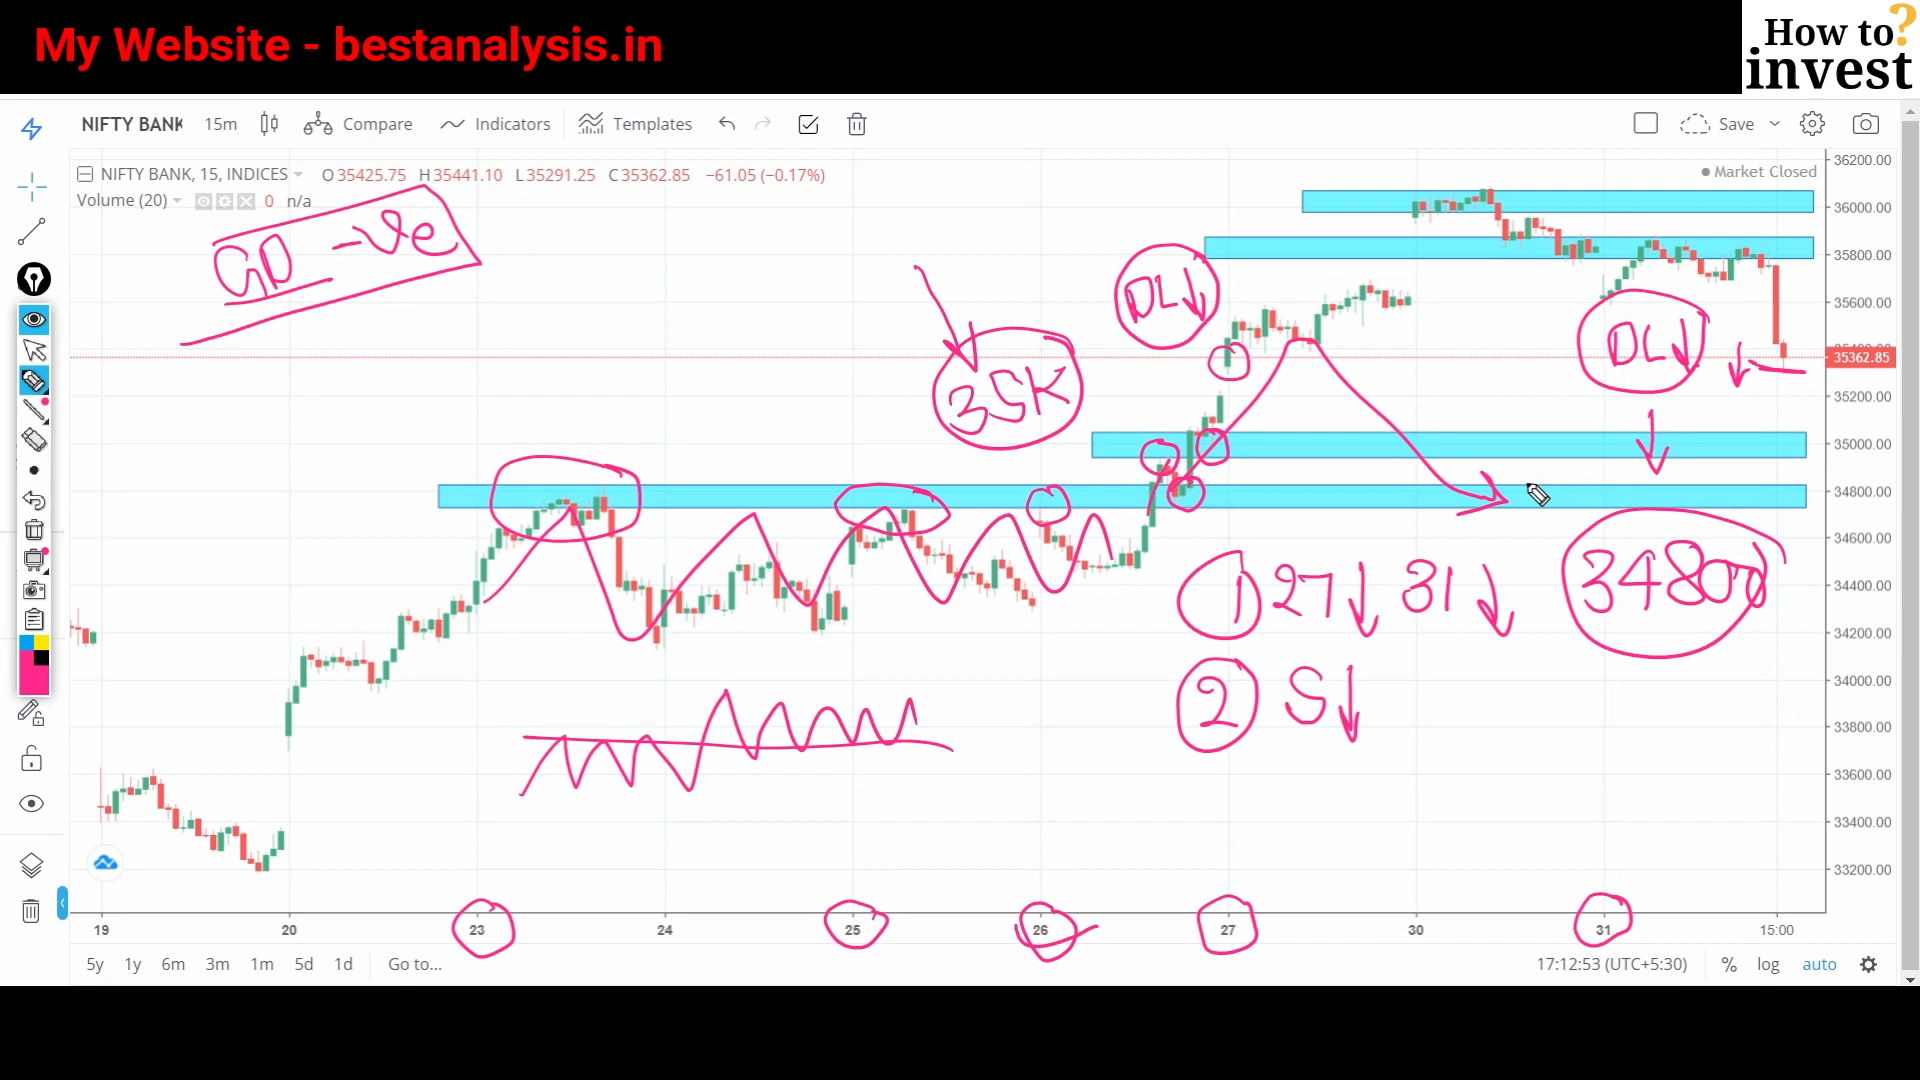 My Website - bestanalysis.in
How to?
invest
NIFTY BANK 15m Compare Indicators Templates Save
NIFTY BANK, 15, INDICES O35425.75 H35441.10 L35291.25 C35362.85 −61.05 (−0.17%)
Market Closed
Volume (20) 0 n/a
GD -ve
DL↓
35K
DL↓
1 27↓ 31↓
34800
2 S↓
36200.00
36000.00
35800.00
35600.00
35362.85
35200.00
35000.00
34800.00
34600.00
34400.00
34200.00
34000.00
33800.00
33600.00
33400.00
33200.00
19 20 23 24 25 26 27 30 31 15:00
5y 1y 6m 3m 1m 5d 1d Go to... 17:12:53 (UTC+5:30) % log auto